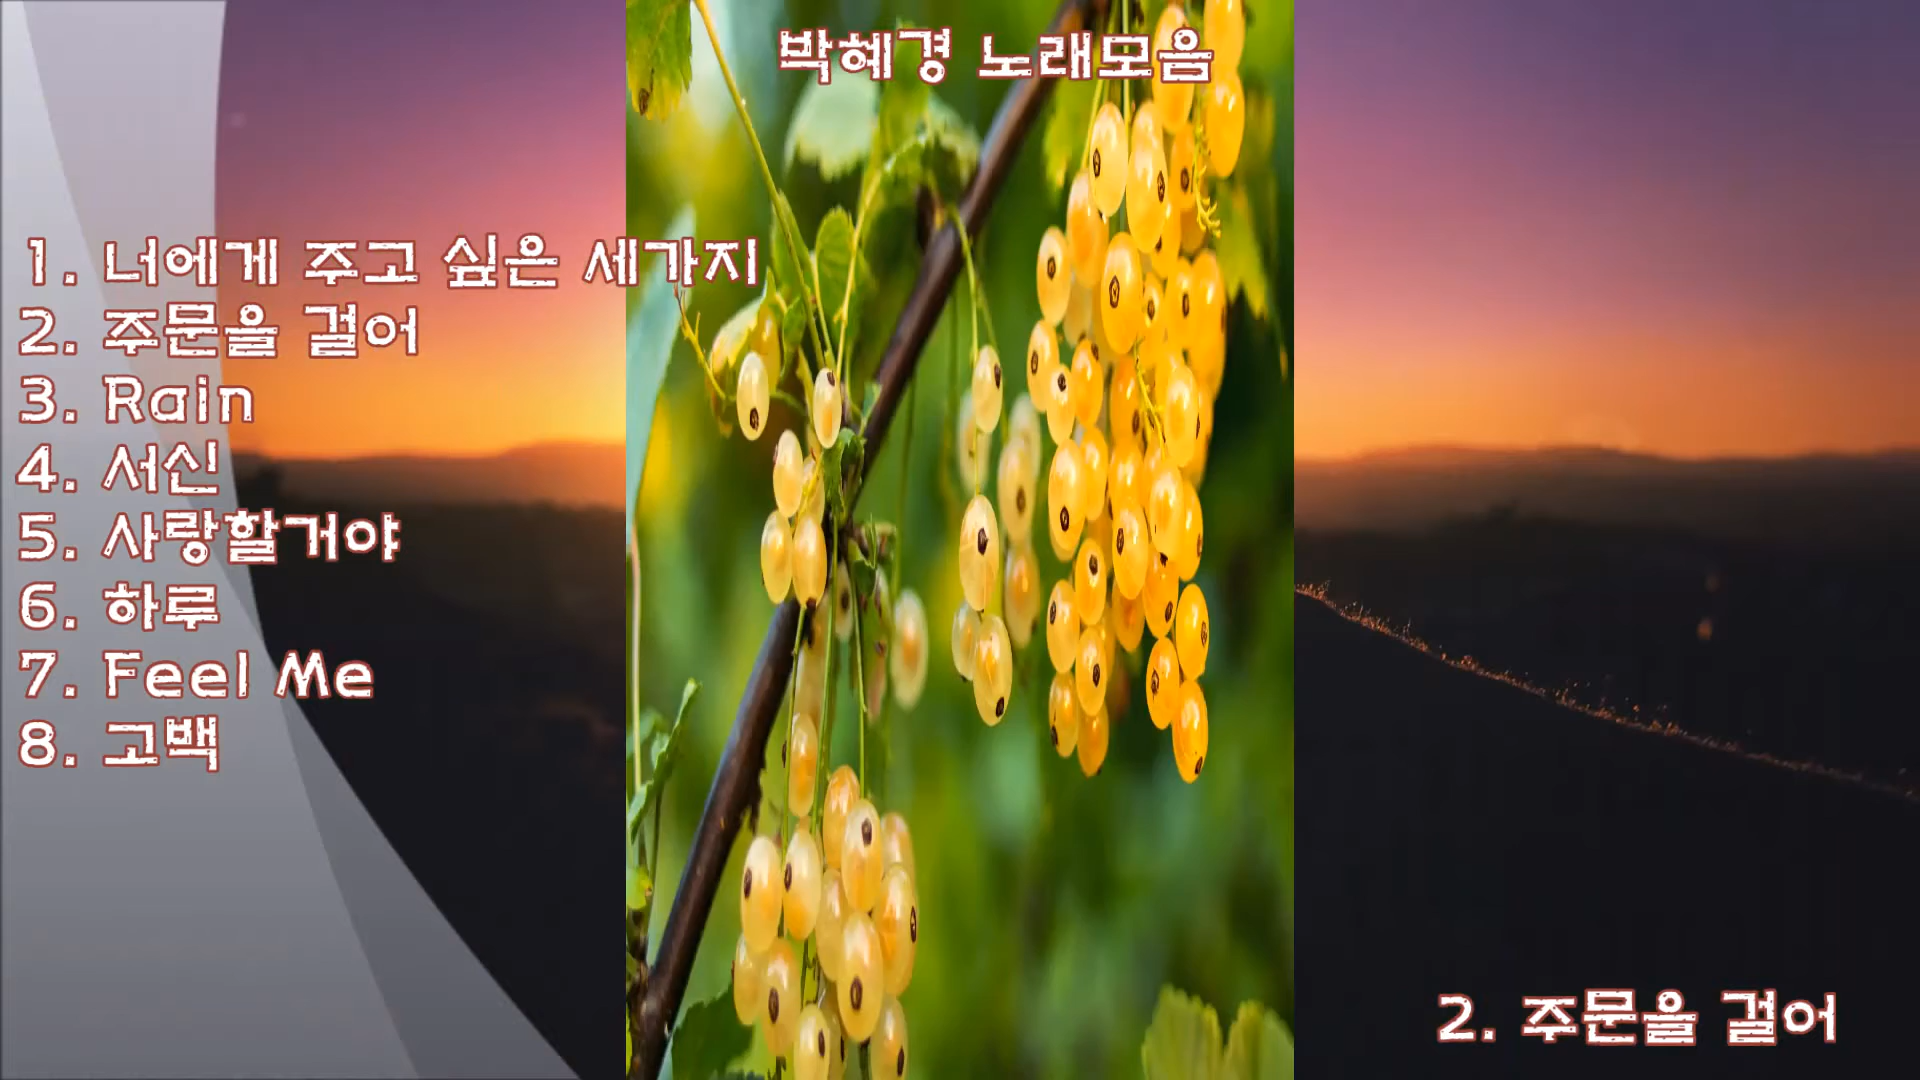 박혜경 노래모음
1. 너에게 주고 싶은 세가지
2. 주문을 걸어
3. Rain
4. 서신
5. 사랑할거야
6. 하루
7. Feel Me
8. 고백
2. 주문을 걸어